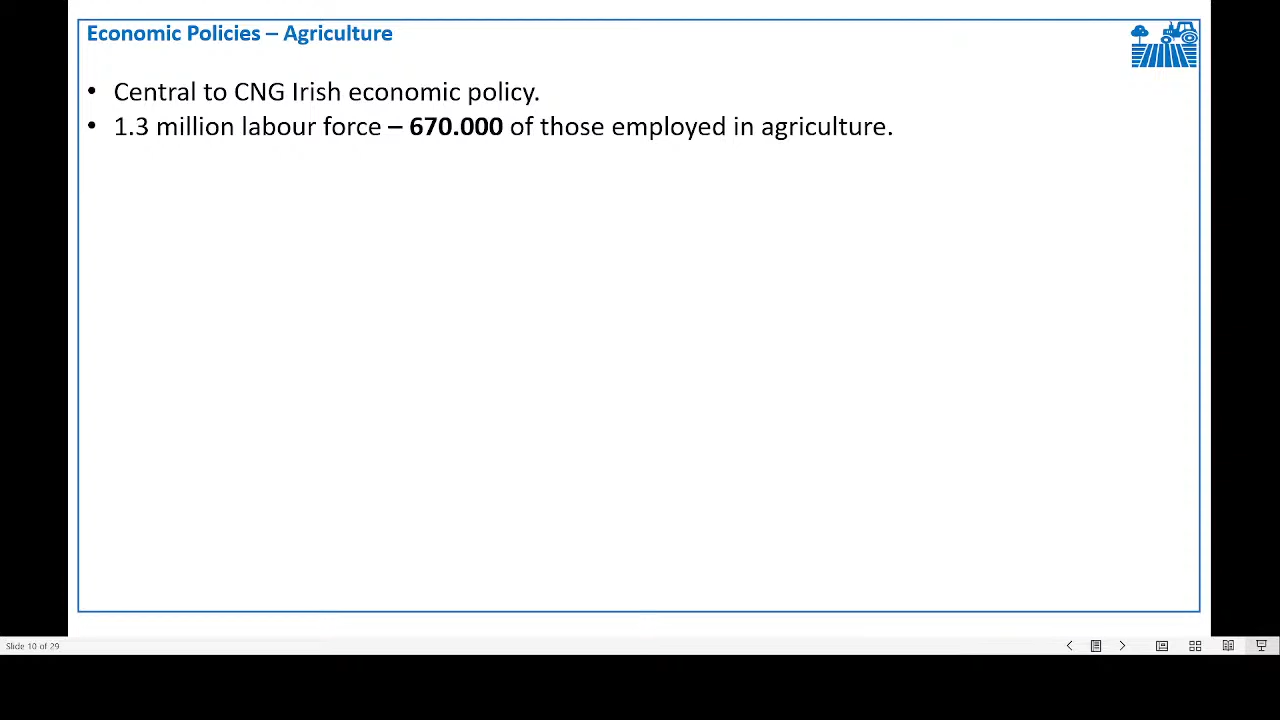 Economic Policies – Agriculture
• Central to CNG Irish economic policy.
• 1.3 million labour force – 670.000 of those employed in agriculture.
Slide 10 of 29